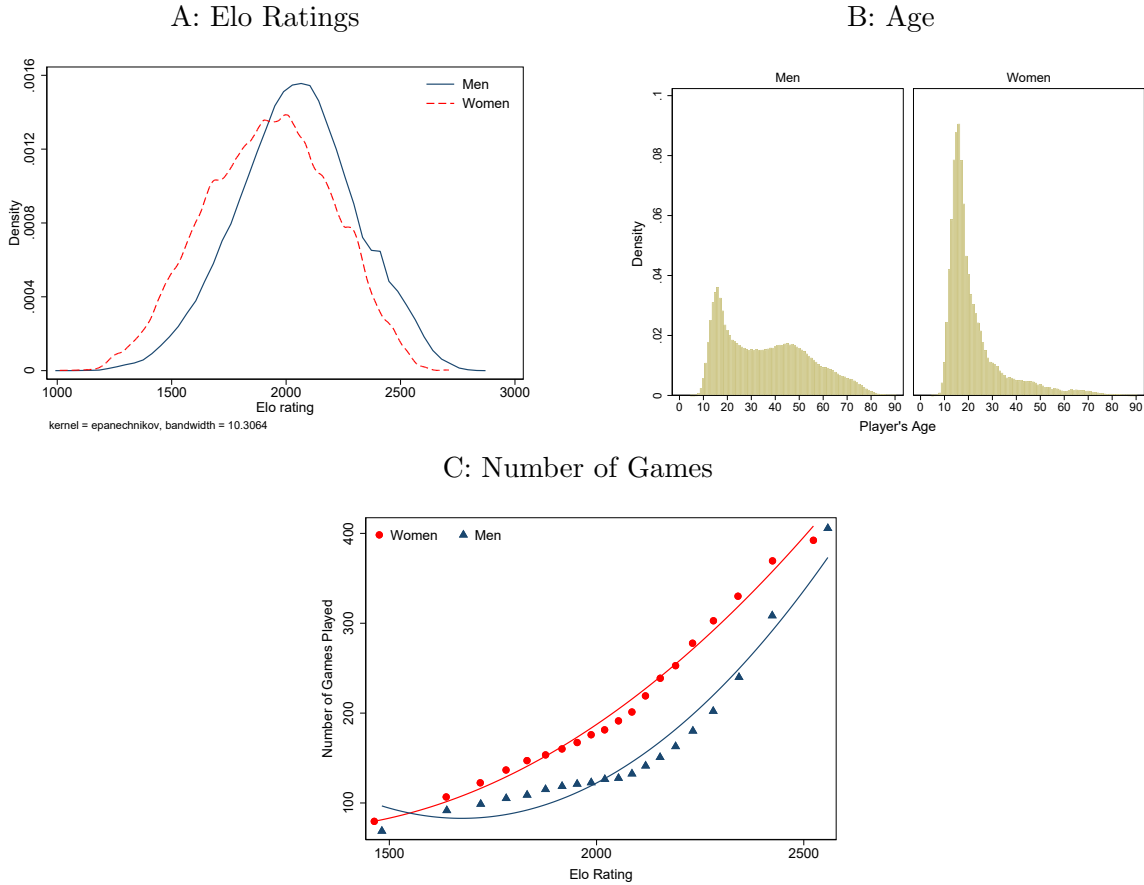 A: Elo Ratings
Density
0 .0004 .0008 .0012 .0016
Men
Women
1000 1500 2000 2500 3000
Elo rating
kernel = epanechnikov, bandwidth = 10.3064
B: Age
Men Women
Density
0 .02 .04 .06 .08 .1
0 10 20 30 40 50 60 70 80 90 0 10 20 30 40 50 60 70 80 90
Player's Age
C: Number of Games
Number of Games Played
100 200 300 400
Women Men
1500 2000 2500
Elo Rating